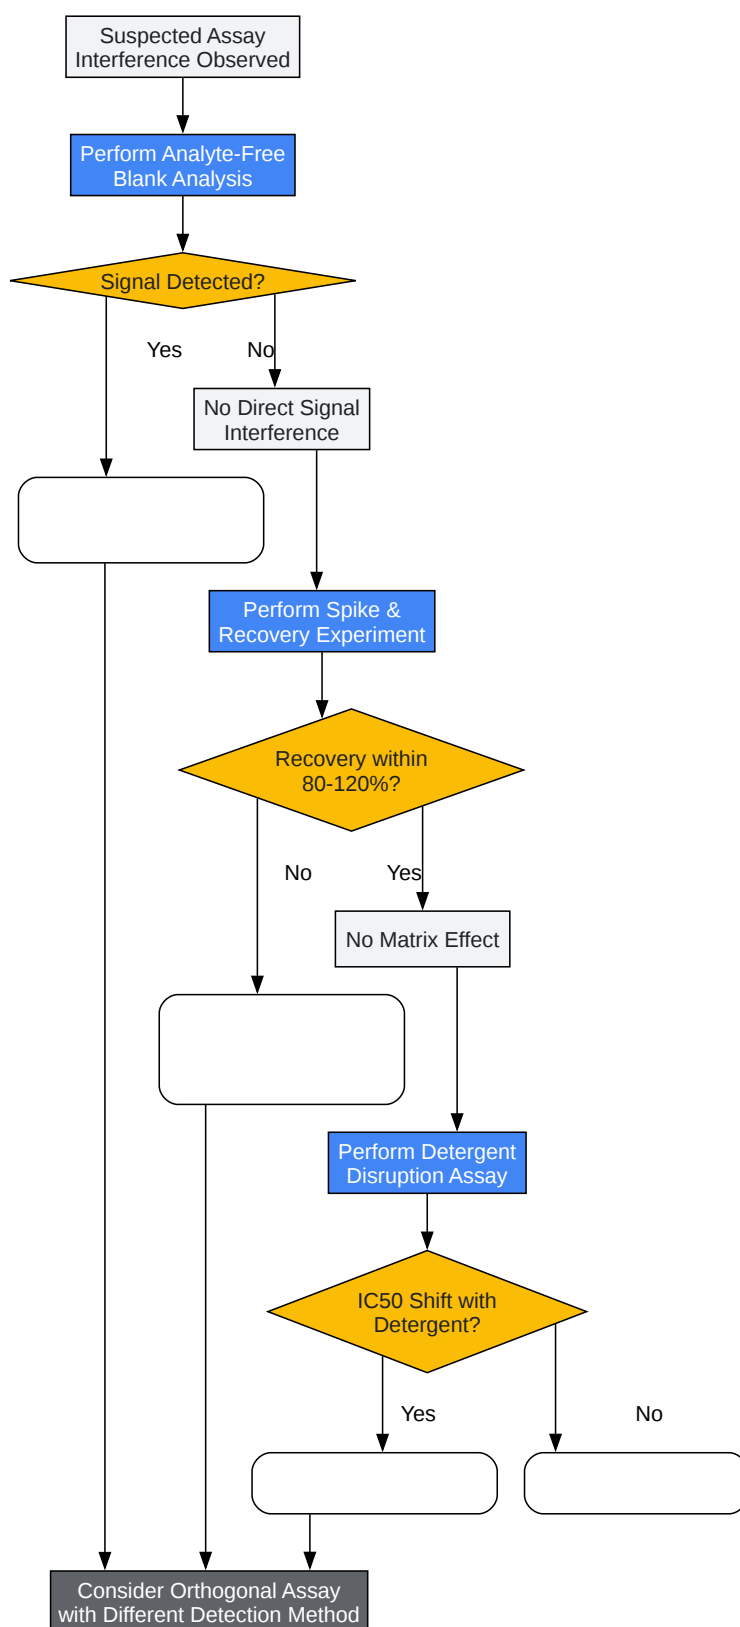 Suspected Assay
Interference Observed
Perform Analyte-Free
Blank Analysis
Signal Detected?
Yes
No
No Direct Signal
Interference
Perform Spike &
Recovery Experiment
Recovery within
80-120%?
No
Yes
No Matrix Effect
Perform Detergent
Disruption Assay
IC50 Shift with
Detergent?
Yes
No
Consider Orthogonal Assay
with Different Detection Method